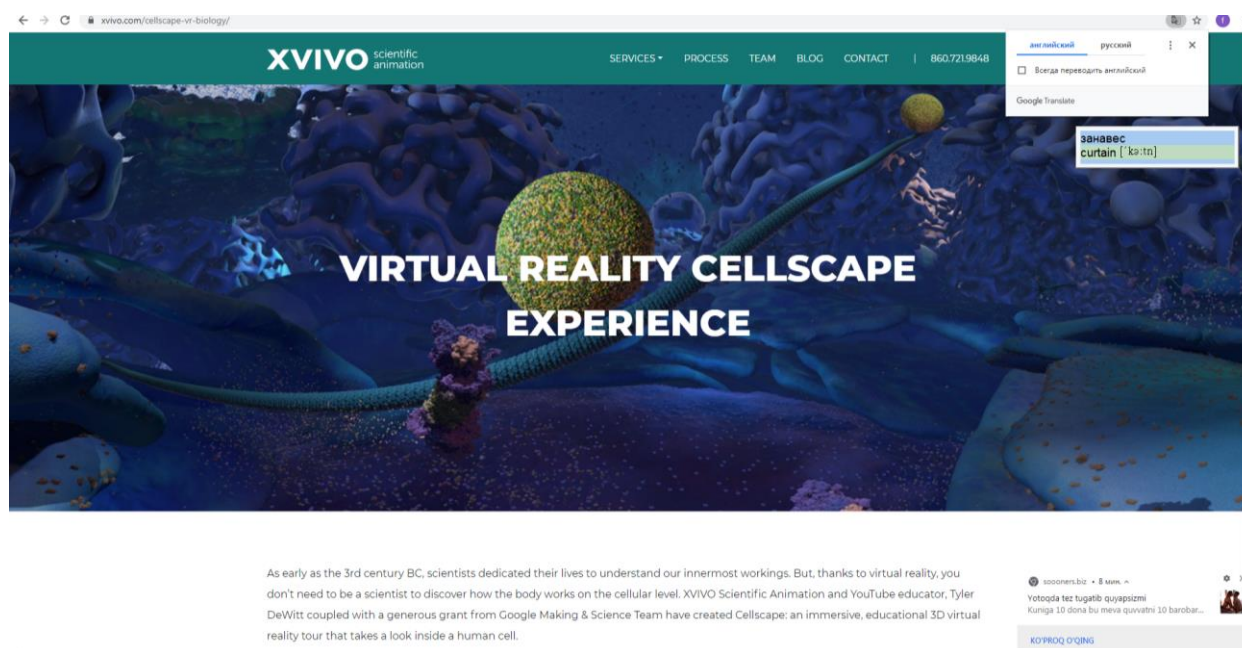 xvivo.com/cellscape-vr-biology/
XVIVO scientific animation
SERVICES PROCESS TEAM BLOG CONTACT | 860.721.9848
английский русский
Всегда переводить английский
Google Translate
занавес
curtain [ˈkə:tn]
VIRTUAL REALITY CELLSCAPE
EXPERIENCE
As early as the 3rd century BC, scientists dedicated their lives to understand our innermost workings. But, thanks to virtual reality, you
don't need to be a scientist to discover how the body works on the cellular level. XVIVO Scientific Animation and YouTube educator, Tyler
DeWitt coupled with a generous grant from Google Making & Science Team have created Cellscape: an immersive, educational 3D virtual
reality tour that takes a look inside a human cell.
soooners.biz • 8 мин.
Yotoqda tez tugatib quyapsizmi
Kuniga 10 dona bu meva quvvatni 10 barobar...
KO'PROQ O'QING